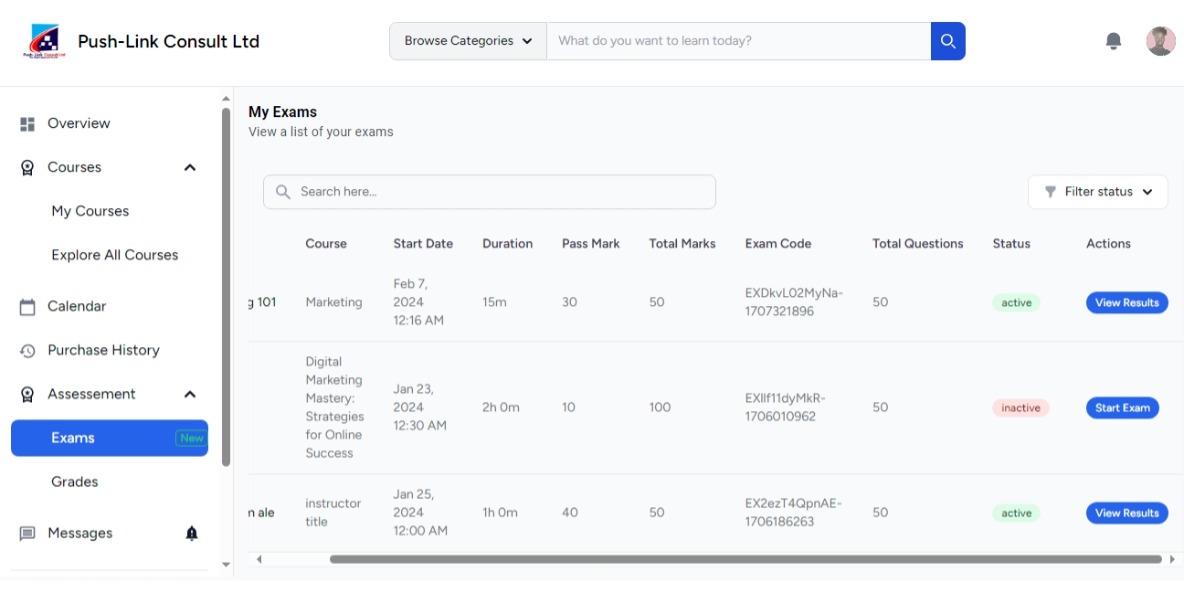 Push-Link Consult Ltd
Browse Categories
What do you want to learn today?
Overview
Courses
My Courses
Explore All Courses
Calendar
Purchase History
Assessement
Exams New
Grades
Messages
My Exams
View a list of your exams
Search here...
Filter status
Course Start Date Duration Pass Mark Total Marks Exam Code Total Questions Status Actions
Feb 7,
g 101 Marketing 2024 15m 30 50 EXDkvL02MyNa- 50 active View Results
12:16 AM 1707321896
Digital
Marketing
Mastery:
Strategies
for Online
Success
Jan 23,
2024
12:30 AM
2h 0m 10 100
EXIlf11dyMkR-
1706010962
50 inactive Start Exam
n ale
instructor
title
Jan 25,
2024
12:00 AM
1h 0m 40 50
EX2ezT4QpnAE-
1706186263
50 active View Results